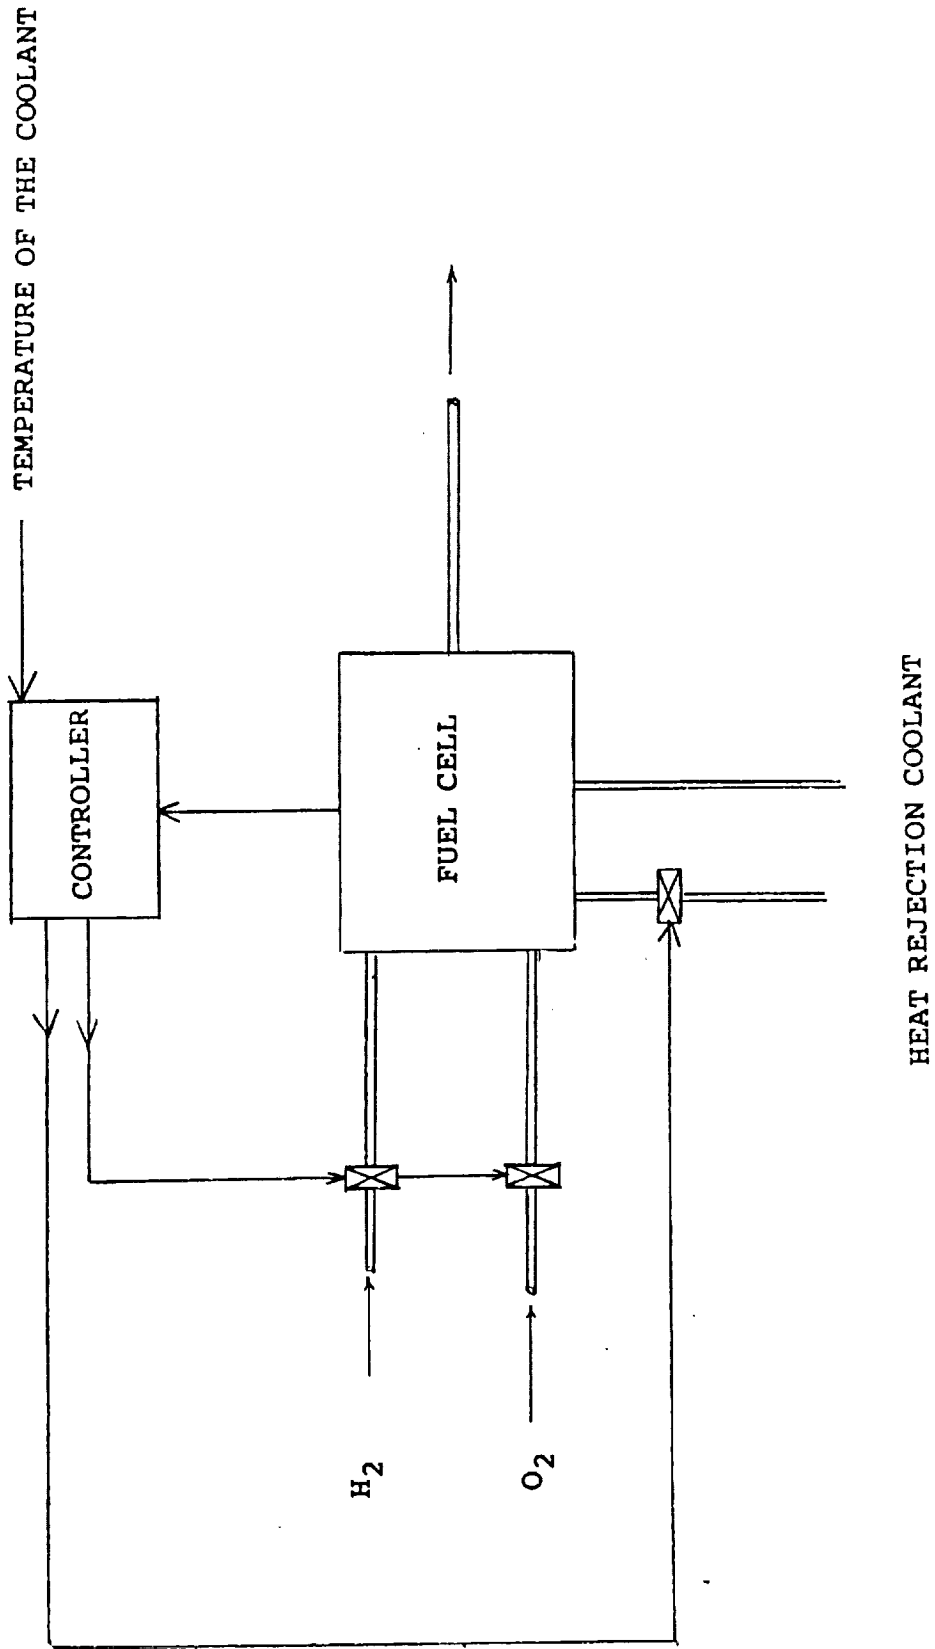 TEMPERATURE OF THE COOLANT
CONTROLLER
FUEL CELL
H₂
O₂
HEAT REJECTION COOLANT